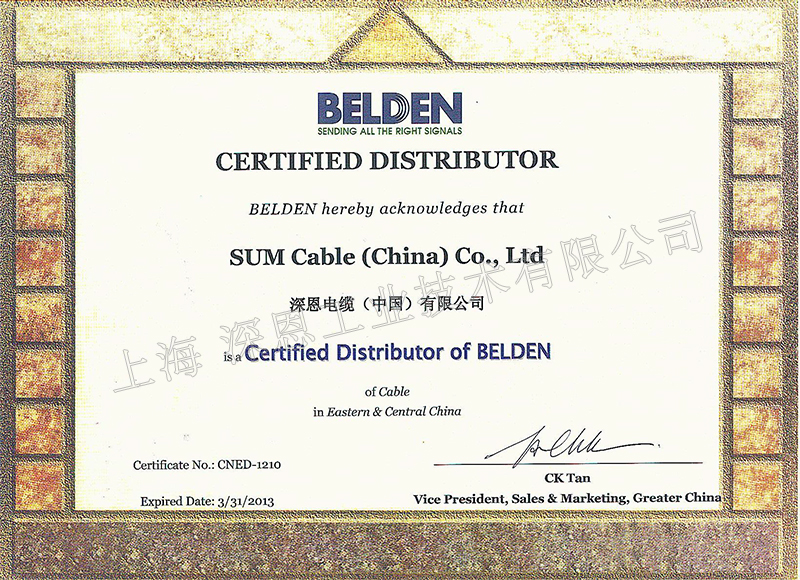 BELDEN
SENDING ALL THE RIGHT SIGNALS
CERTIFIED DISTRIBUTOR
BELDEN hereby acknowledges that
SUM Cable (China) Co., Ltd
深恩电缆（中国）有限公司
上海 深恩工业技术有限公司
is a Certified Distributor of BELDEN
of Cable
in Eastern & Central China
Certificate No.: CNED-1210
CK Tan
Expired Date: 3/31/2013
Vice President, Sales & Marketing, Greater China